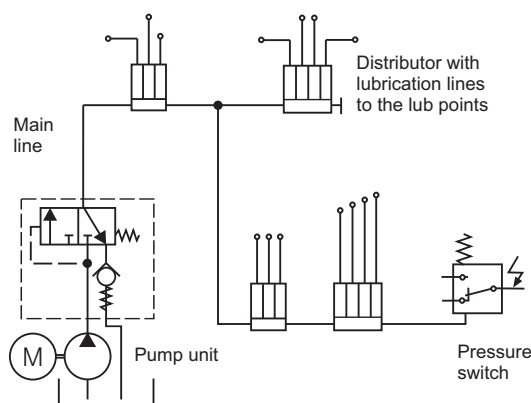 Distributor with
lubrication lines
to the lub points
Main
line
M
Pump unit
Pressure
switch